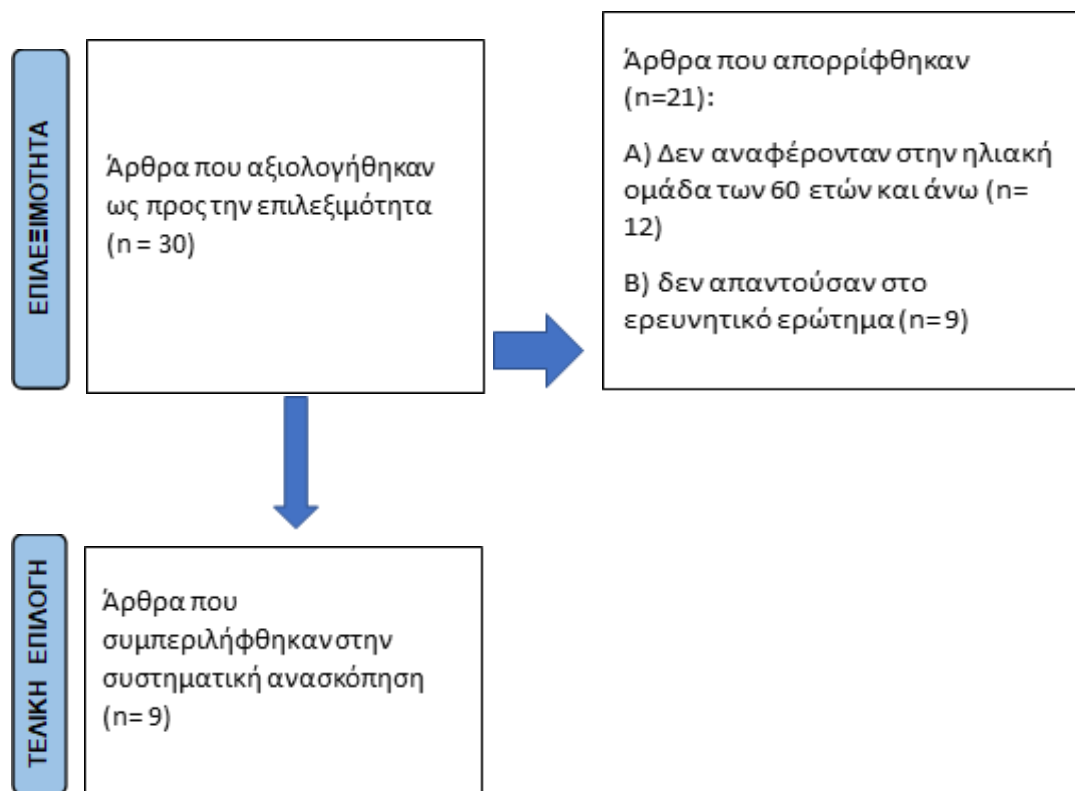 ΕΠΙΛΕΞΙΜΟΤΗΤΑ
Άρθρα που αξιολογήθηκαν
ως προς την επιλεξιμότητα
(n = 30)
Άρθρα που απορρίφθηκαν
(n=21):
Α) Δεν αναφέρονταν στην ηλιακή
ομάδα των 60 ετών και άνω (n=
12)
Β) δεν απαντούσαν στο
ερευνητικό ερώτημα (n= 9)
ΤΕΛΙΚΗ ΕΠΙΛΟΓΗ
Άρθρα που
συμπεριλήφθηκαν στην
συστηματική ανασκόπηση
(n= 9)